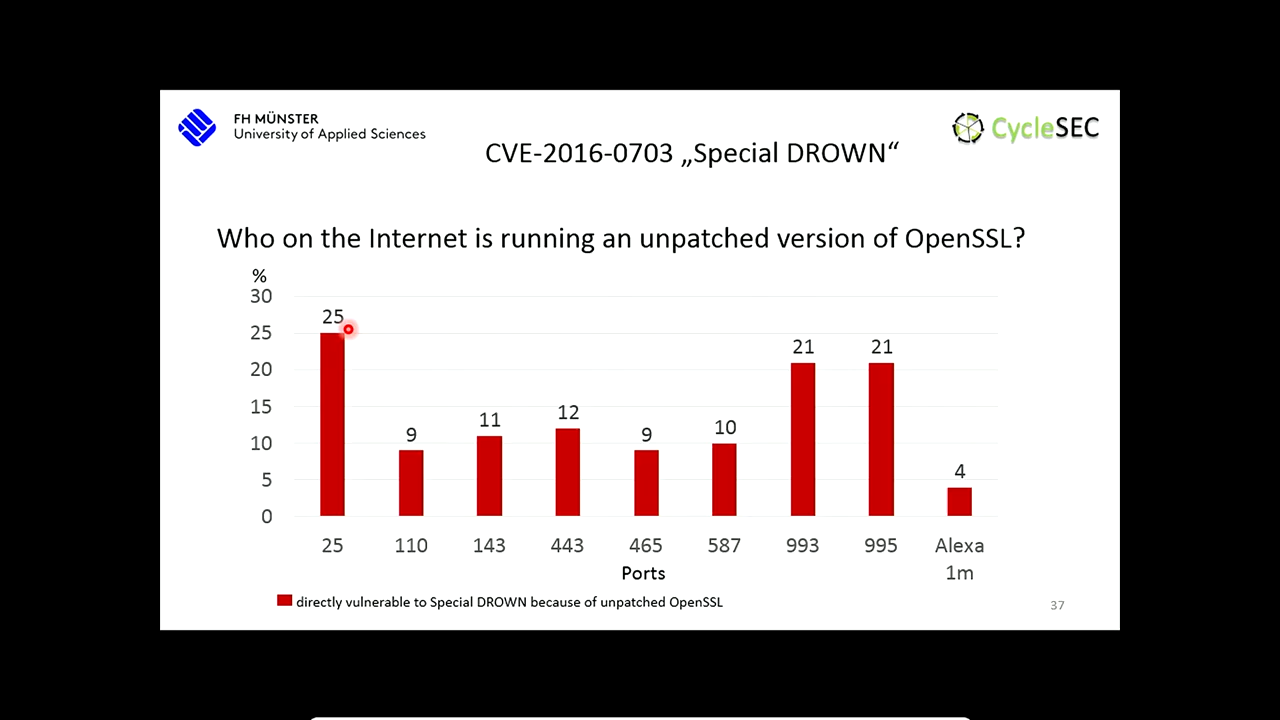 FH MÜNSTER
University of Applied Sciences
CycleSEC
CVE-2016-0703 „Special DROWN“
Who on the Internet is running an unpatched version of OpenSSL?
%
30
25
20
15
10
5
0
25
9
11
12
9
10
21
21
4
25 110 143 443 465 587 993 995 Alexa
1m
Ports
directly vulnerable to Special DROWN because of unpatched OpenSSL
37